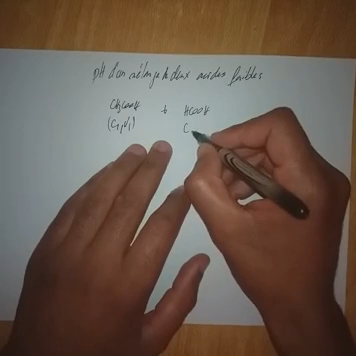 pH d'un mélange de deux acides faibles
CH3COOH + HCOOH
(C1, V1) C